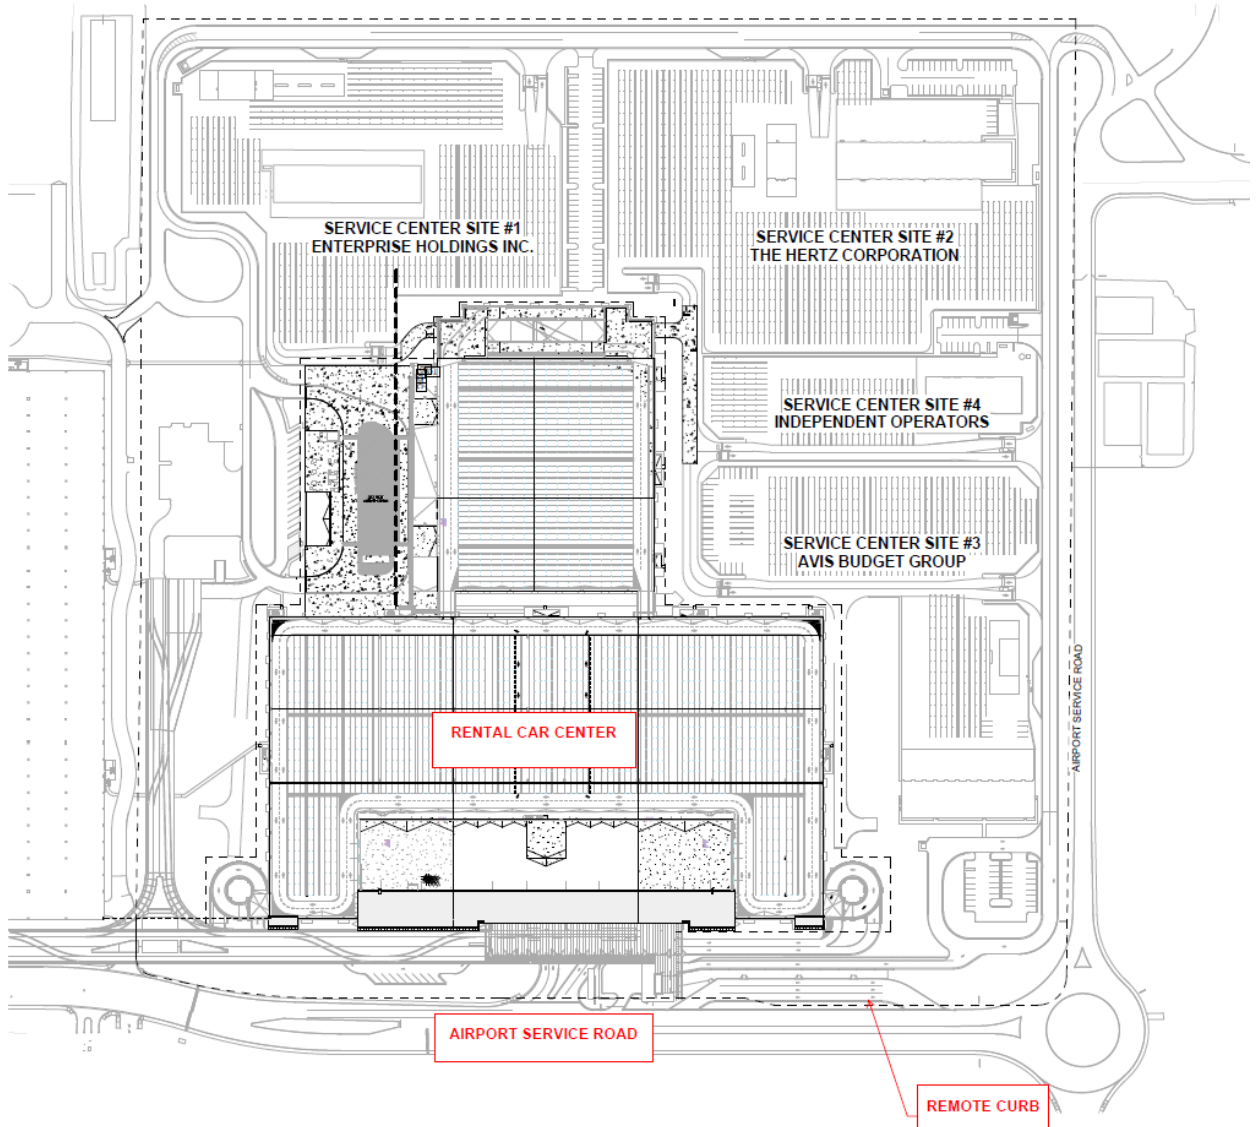 SERVICE CENTER SITE #1
ENTERPRISE HOLDINGS INC.
SERVICE CENTER SITE #2
THE HERTZ CORPORATION
SERVICE CENTER SITE #4
INDEPENDENT OPERATORS
SERVICE CENTER SITE #3
AVIS BUDGET GROUP
RENTAL CAR CENTER
AIRPORT SERVICE ROAD
AIRPORT SERVICE ROAD
REMOTE CURB